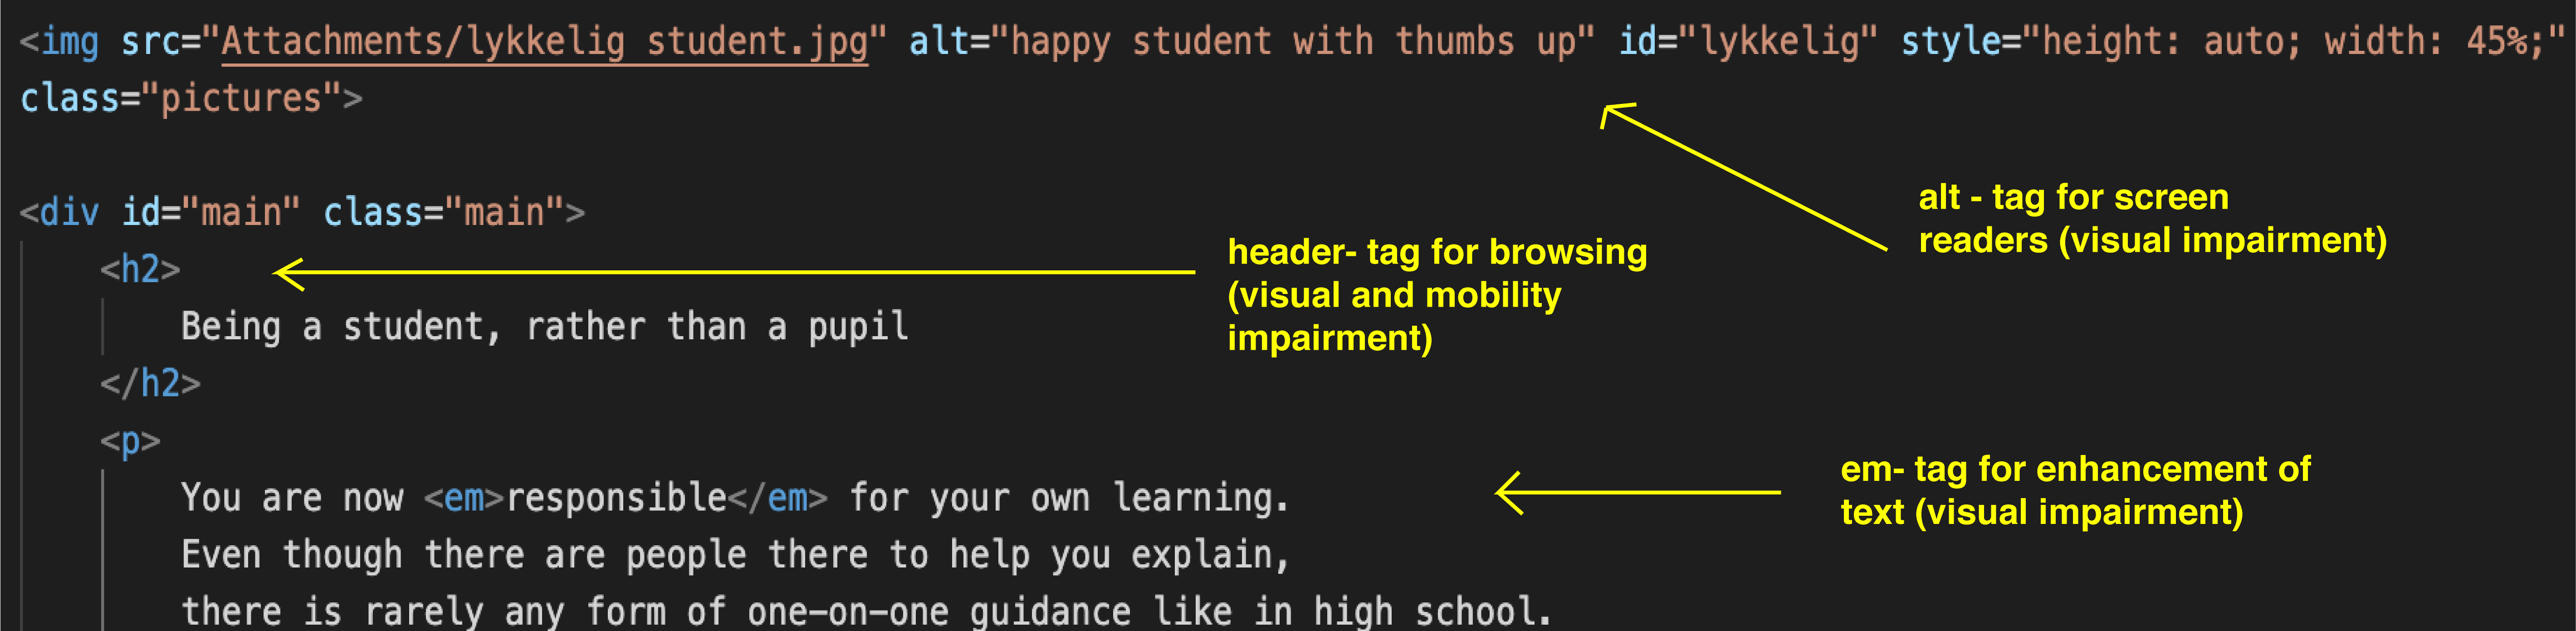 <img src="Attachments/lykkelig student.jpg" alt="happy student with thumbs up" id="lykkelig" style="height: auto; width: 45%;"
class="pictures">
alt - tag for screen
readers (visual impairment)
<div id="main" class="main">
header- tag for browsing
(visual and mobility
impairment)
<h2>
Being a student, rather than a pupil
</h2>
<p>
em- tag for enhancement of
text (visual impairment)
You are now <em>responsible</em> for your own learning.
Even though there are people there to help you explain,
there is rarely any form of one-on-one guidance like in high school.